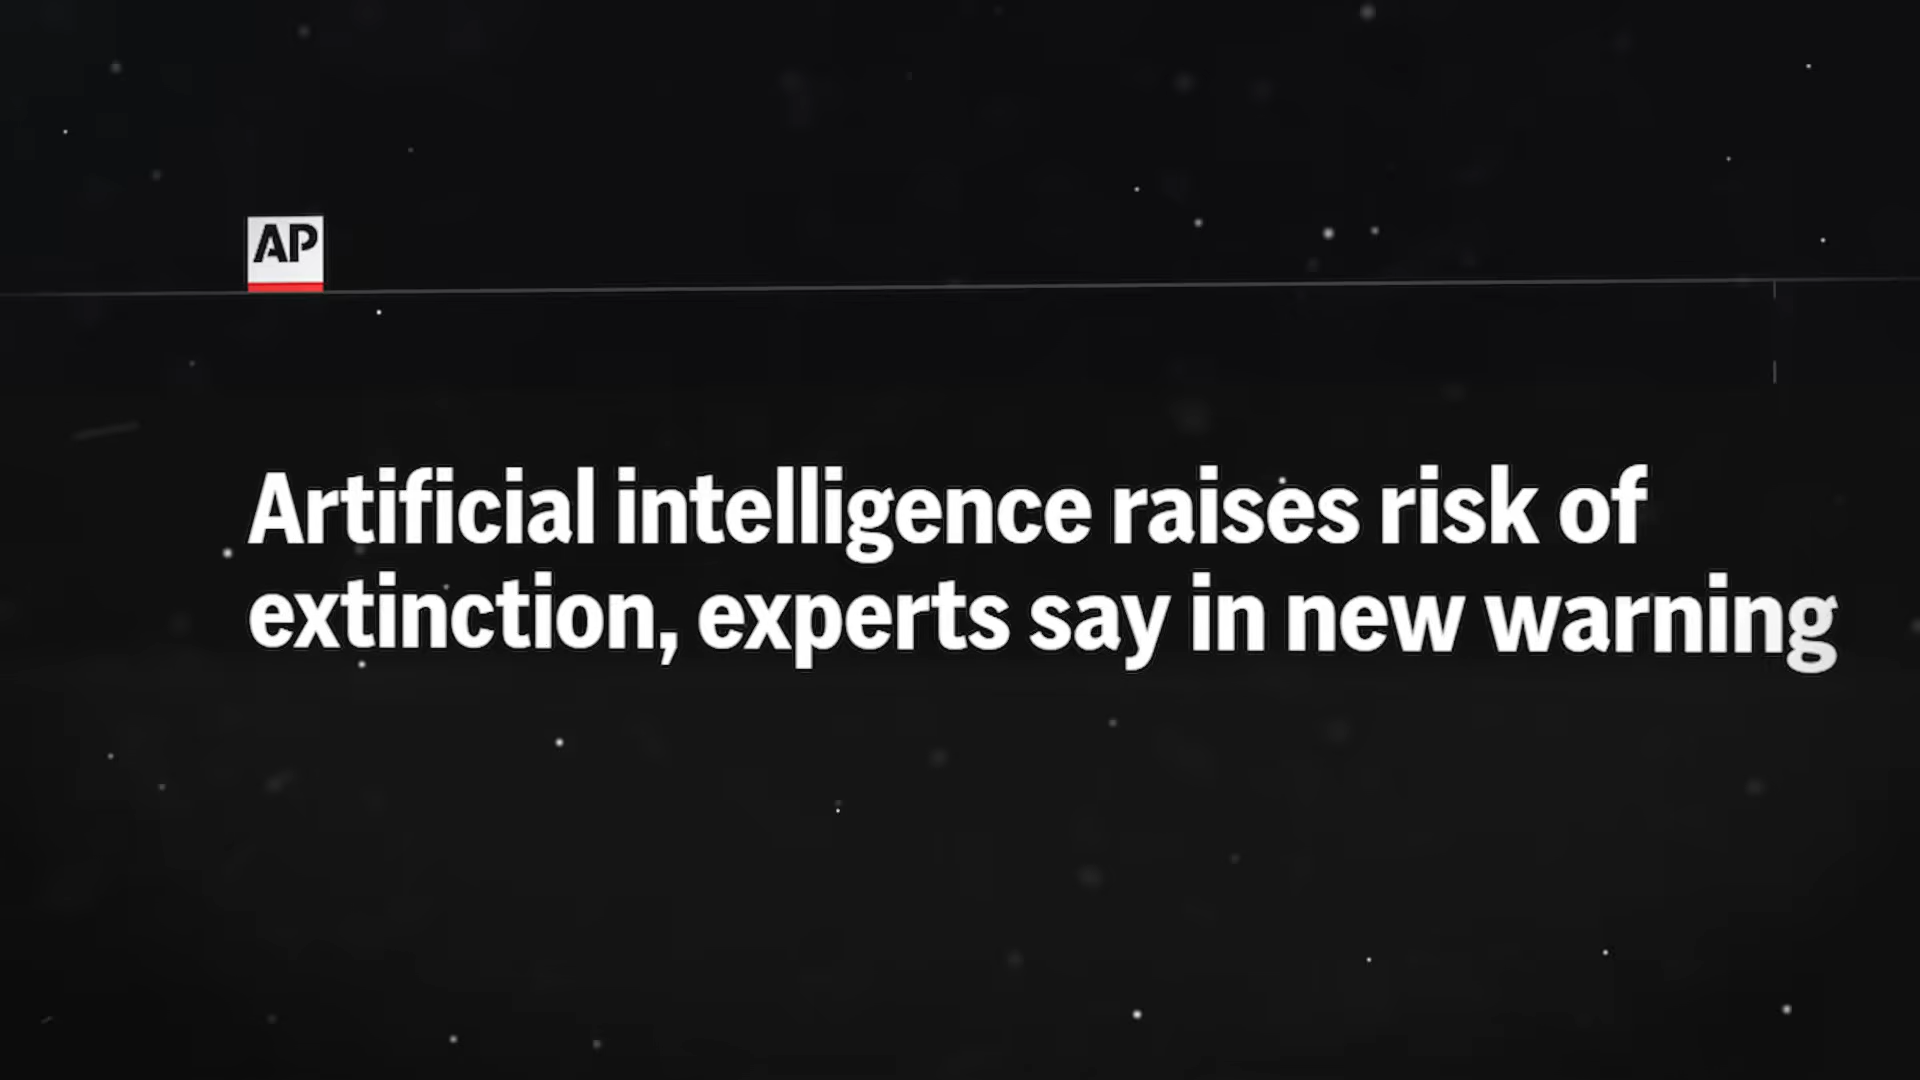 AP
Artificial intelligence raises risk of
extinction, experts say in new warning